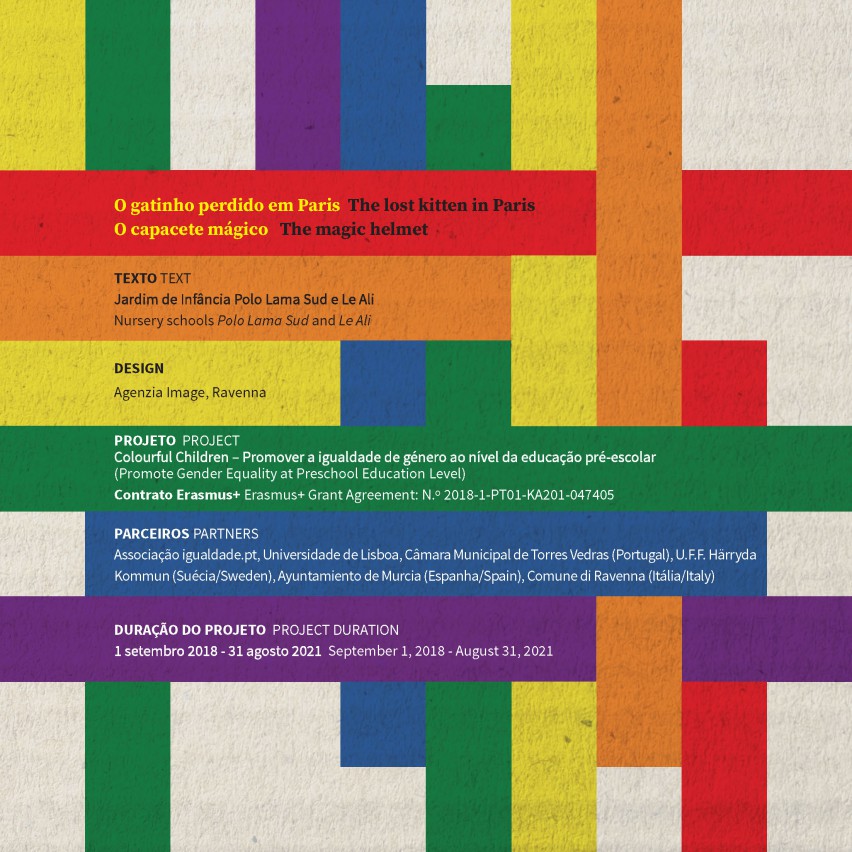 O gatinho perdido em Paris The lost kitten in Paris
O capacete mágico The magic helmet
TEXTO TEXT
Jardim de Infância Polo Lama Sud e Le Ali
Nursery schools Polo Lama Sud and Le Ali
DESIGN
Agenzia Image, Ravenna
PROJETO PROJECT
Colourful Children – Promover a igualdade de género ao nível da educação pré-escolar
(Promote Gender Equality at Preschool Education Level)
Contrato Erasmus+ Erasmus+ Grant Agreement: N.º 2018-1-PT01-KA201-047405
PARCEIROS PARTNERS
Associação igualdade.pt, Universidade de Lisboa, Câmara Municipal de Torres Vedras (Portugal), U.F.F. Härryda
Kommun (Suécia/Sweden), Ayuntamiento de Murcia (Espanha/Spain), Comune di Ravenna (Itália/Italy)
DURAÇÃO DO PROJETO PROJECT DURATION
1 setembro 2018 - 31 agosto 2021 September 1, 2018 - August 31, 2021